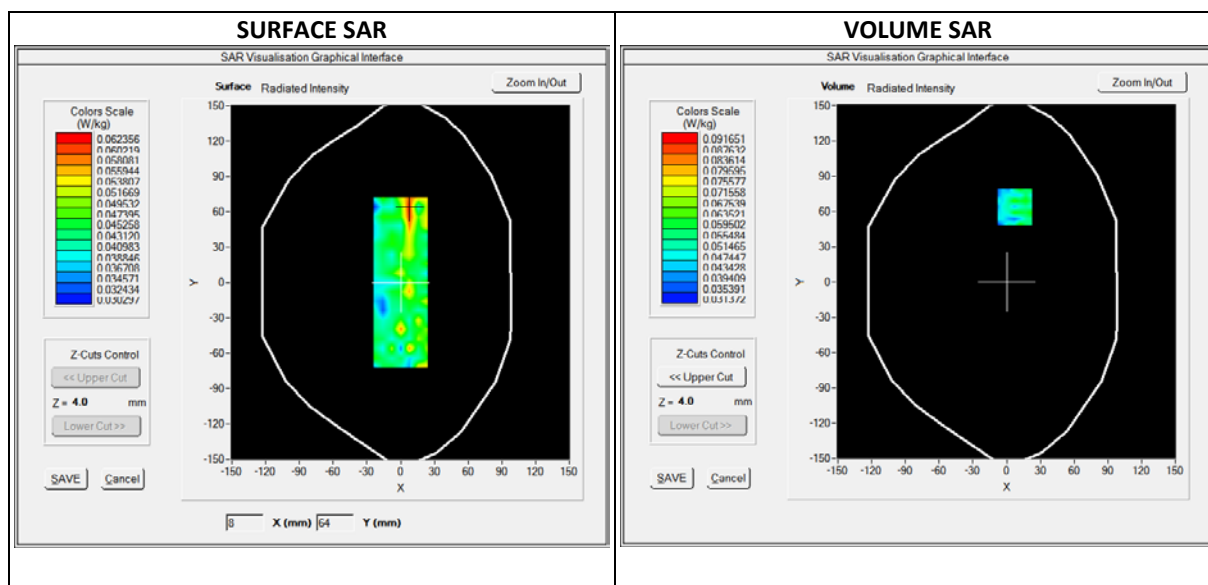 SURFACE SAR
SAR Visualisation Graphical Interface
Surface Radiated Intensity
Zoom In/Out
Colors Scale
(W/kg)
0.062356
0.060219
0.058081
0.055944
0.053807
0.051669
0.049532
0.047395
0.045258
0.043120
0.040983
0.038846
0.036708
0.034571
0.032434
0.030297
Z-Cuts Control
<< Upper Cut
Z = 4.0 mm
Lower Cut >>
SAVE Cancel
150
120
90
60
30
0
-30
-60
-90
-120
-150
Y
-150 -120 -90 -60 -30 0 30 60 90 120 150
X
8 X (mm) 64 Y (mm)
VOLUME SAR
SAR Visualisation Graphical Interface
Volume Radiated Intensity
Zoom In/Out
Colors Scale
(W/kg)
0.091651
0.087632
0.083614
0.079595
0.075577
0.071558
0.067539
0.063521
0.059502
0.055484
0.051465
0.047447
0.043428
0.039409
0.035391
0.031372
Z-Cuts Control
<< Upper Cut
Z = 4.0 mm
Lower Cut >>
SAVE Cancel
150
120
90
60
30
0
-30
-60
-90
-120
-150
Y
-150 -120 -90 -60 -30 0 30 60 90 120 150
X